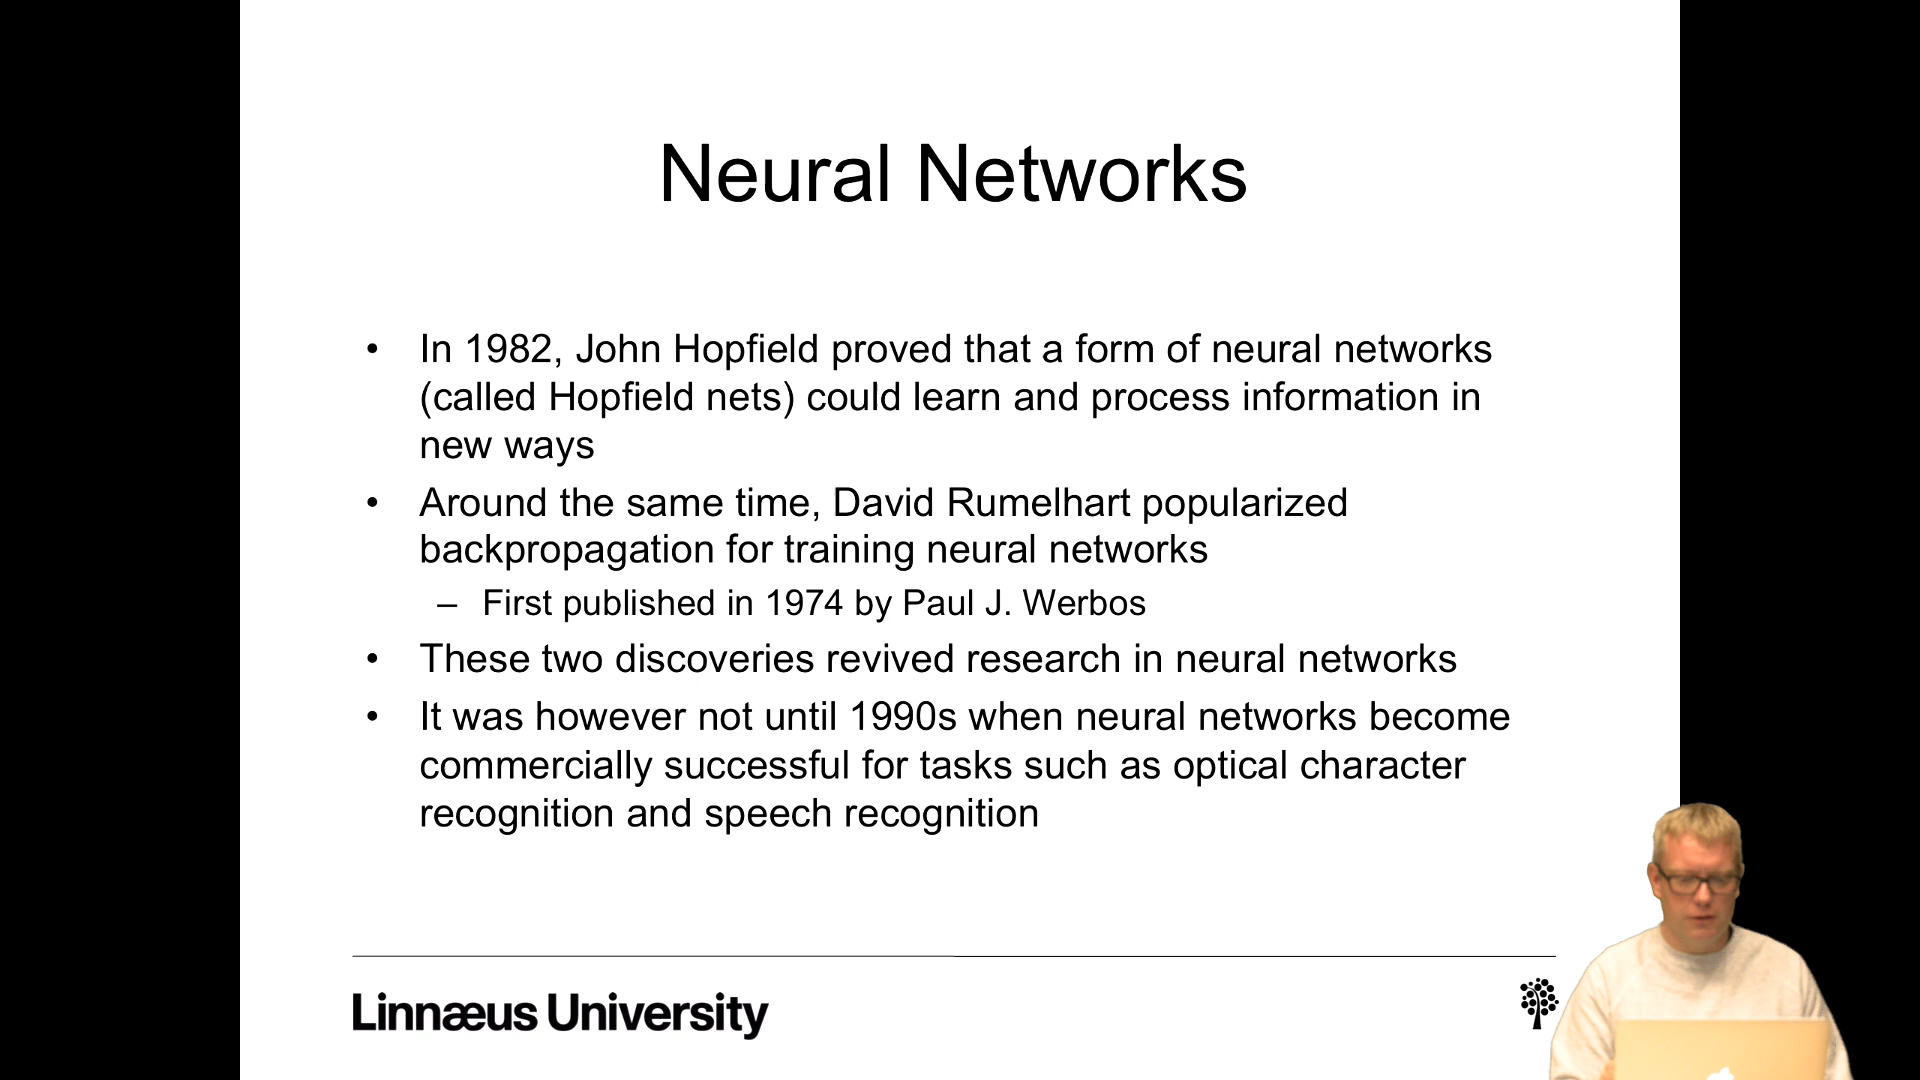 Neural Networks
• In 1982, John Hopfield proved that a form of neural networks
(called Hopfield nets) could learn and process information in
new ways
• Around the same time, David Rumelhart popularized
backpropagation for training neural networks
– First published in 1974 by Paul J. Werbos
• These two discoveries revived research in neural networks
• It was however not until 1990s when neural networks become
commercially successful for tasks such as optical character
recognition and speech recognition
Linnæus University